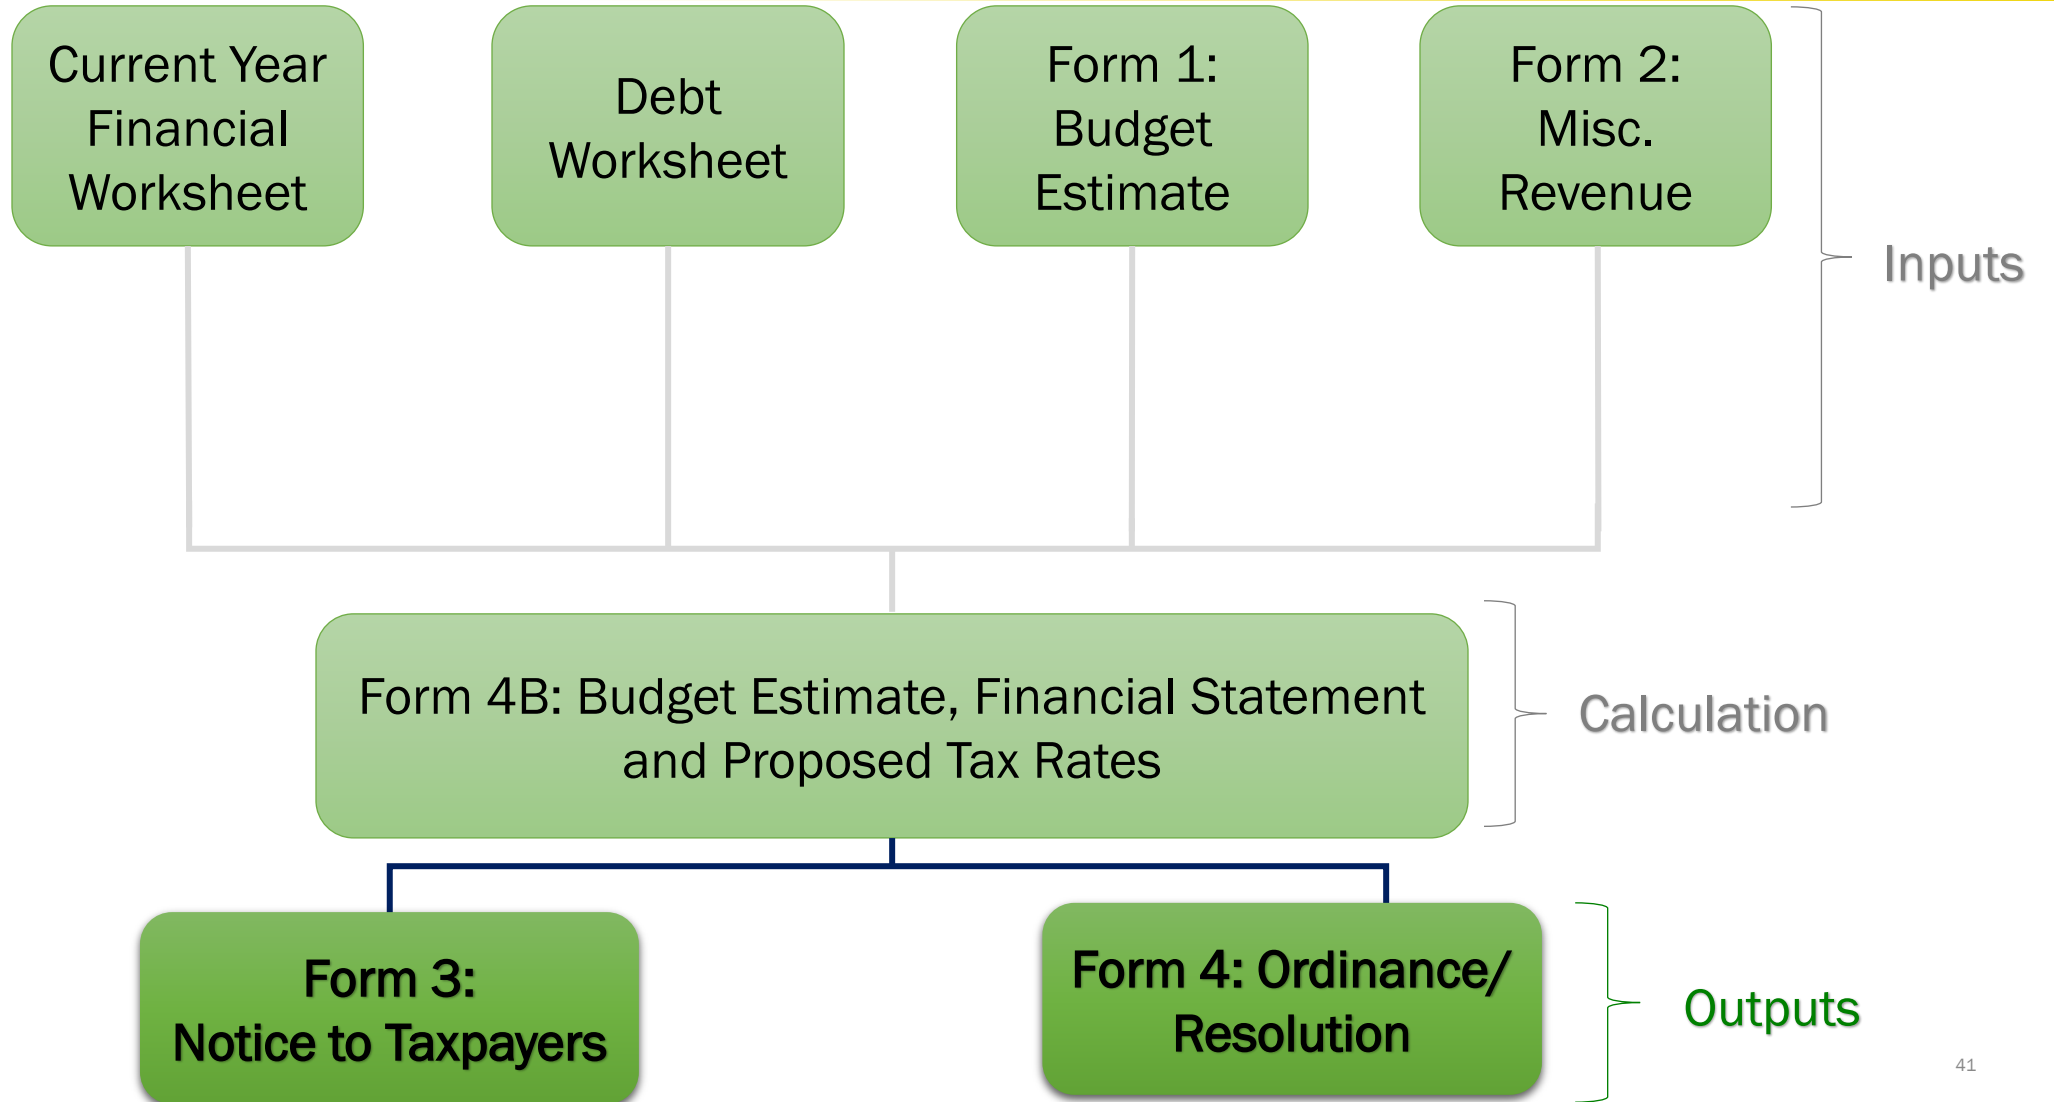 Current Year
Financial
Worksheet
Debt
Worksheet
Form 1:
Budget
Estimate
Form 2:
Misc.
Revenue
Inputs
Form 4B: Budget Estimate, Financial Statement
and Proposed Tax Rates
Calculation
Form 3:
Notice to Taxpayers
Form 4: Ordinance/
Resolution
Outputs
41